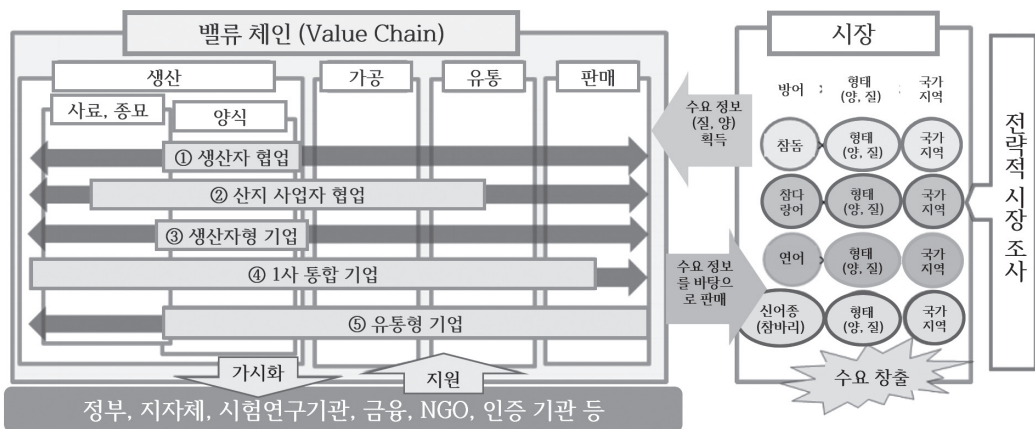 밸류 체인 (Value Chain)
생산
가공
유통
판매
사료, 종묘
양식
① 생산자 협업
② 산지 사업자 협업
③ 생산자형 기업
④ 1사 통합 기업
⑤ 유통형 기업
가시화
지원
정부, 지자체, 시험연구기관, 금융, NGO, 인증 기관 등
수요 정보
(질, 양)
획득
수요 정보
를 바탕으
로 판매
시장
방어
형태
(양, 질)
국가
지역
참돔
형태
(양, 질)
국가
지역
참다
랑어
형태
(양, 질)
국가
지역
연어
형태
(양, 질)
국가
지역
신어종
(참바리)
형태
(양, 질)
국가
지역
수요 창출
전략적 시장 조사